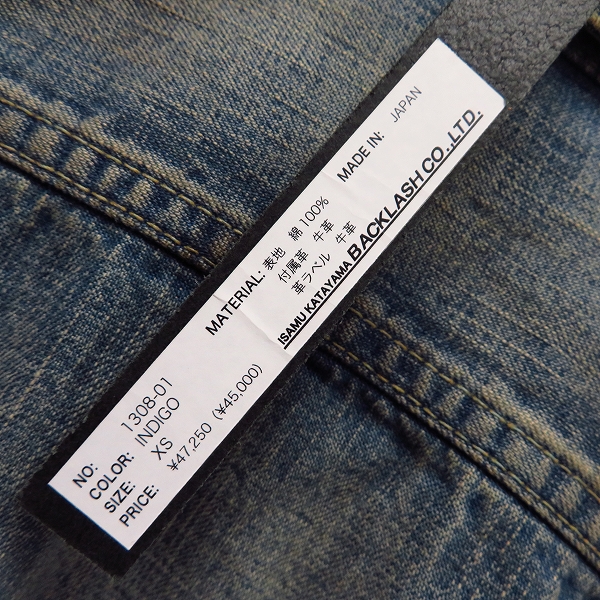 NO: 1308-01
COLOR: INDIGO
SIZE: XS
PRICE: ¥47,250 (¥45,000)
MATERIAL: 表地 綿 100%
付属革 牛革
革ラベル 牛革
MADE IN: JAPAN
ISAMU KATAYAMA BACKLASH CO.,LTD.